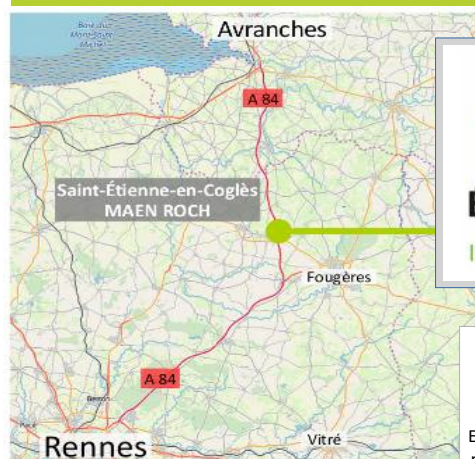 Avranches
A 84
Saint-Étienne-en-Coglès
MAEN ROCH
Fougères
A 84
Rennes
Vitré